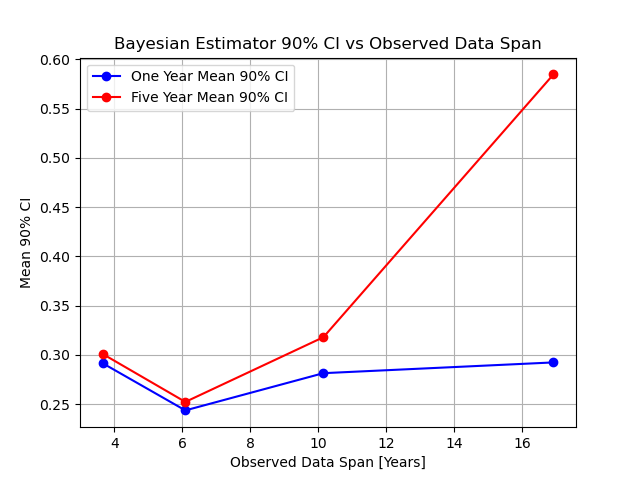 Bayesian Estimator 90% CI vs Observed Data Span
One Year Mean 90% CI
Five Year Mean 90% CI
Mean 90% CI
0.60
0.55
0.50
0.45
0.40
0.35
0.30
0.25
4 6 8 10 12 14 16
Observed Data Span [Years]